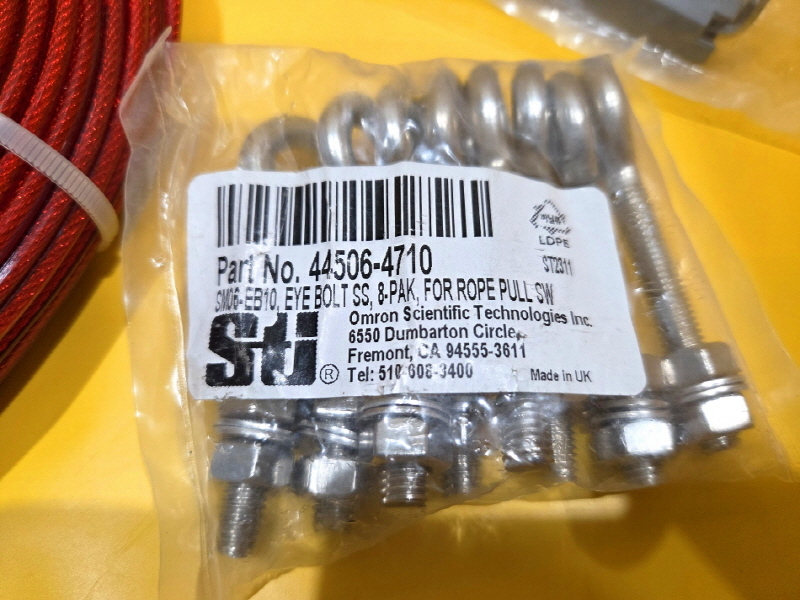 LDPE
Part No. 44506-4710
ST2311
SM06-EB10, EYE BOLT SS, 8-PAK, FOR ROPE PULL SW
Omron Scientific Technologies Inc.
6550 Dumbarton Circle,
Fremont, CA 94555-3611
Tel: 510-608-3400
sti ®
Made in UK